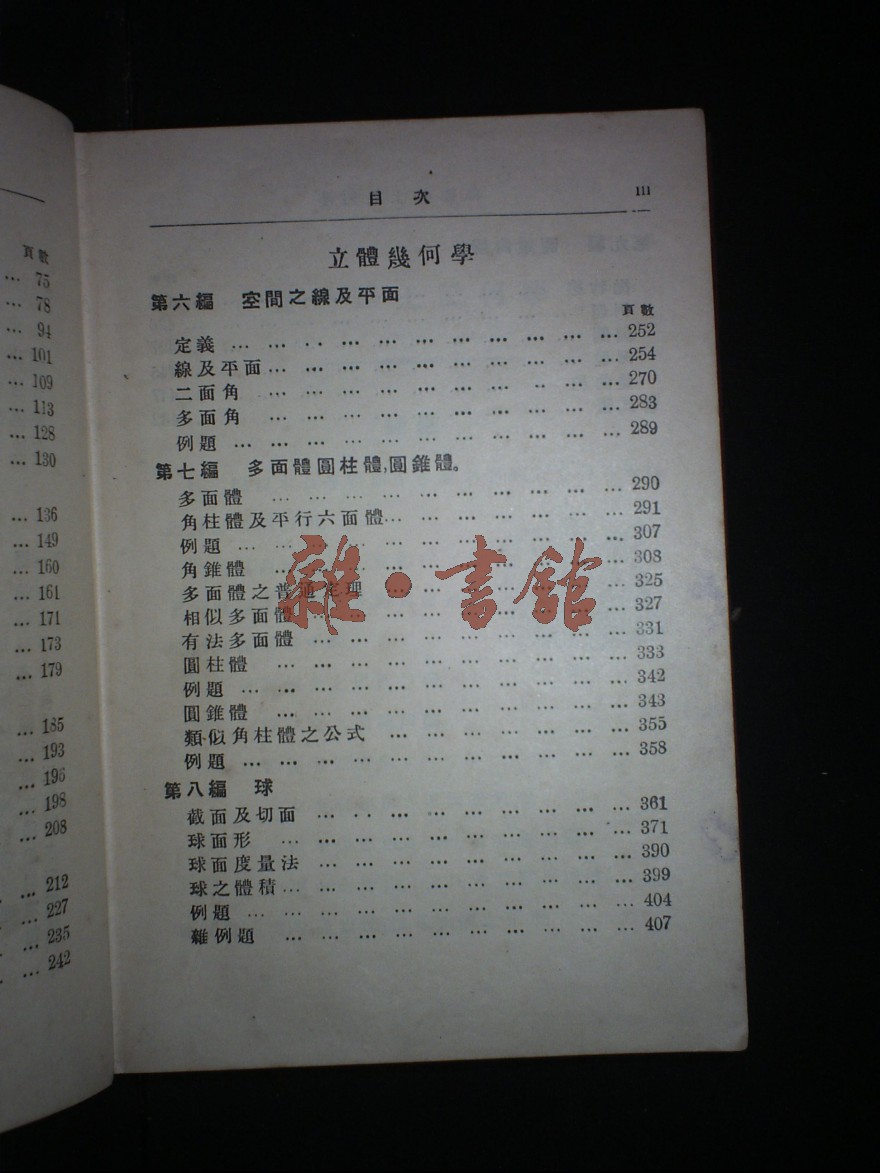 頁數
... 75
... 78
... 94
... 101
... 109
... 113
... 128
... 130
... 136
... 149
... 160
... 161
... 171
... 173
... 179
... 185
... 193
... 196
... 198
... 208
... 212
... 227
... 235
... 242
目次 III
立體幾何學
第六編 空間之線及平面
頁數
定義 ... 252
線及平面 ... 254
二面角 ... 270
多面角 ... 283
例題 ... 289
第七編 多面體,圓柱體,圓錐體。
多面體 ... 290
角柱體及平行六面體 ... 291
例題 ... 307
角錐體 ... 308
多面體之普通定理 ... 325
相似多面體 ... 327
有法多面體 ... 331
圓柱體 ... 333
例題 ... 342
圓錐體 ... 343
類似角柱體之公式 ... 355
例題 ... 358
第八編 球
截面及切面 ... 361
球面形 ... 371
球面度量法 ... 390
球之體積 ... 399
例題 ... 404
雜例題 ... 407
雜·書館